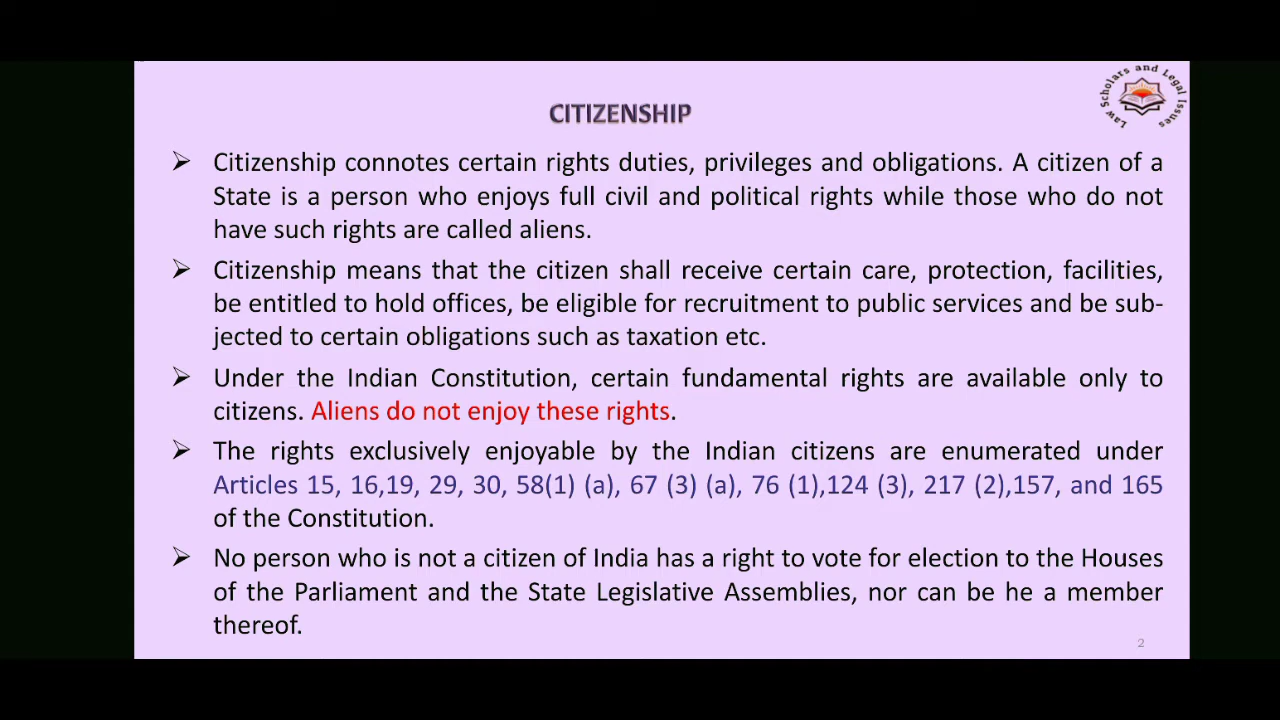 Law Scholars and Legal Issues
CITIZENSHIP
➢ Citizenship connotes certain rights duties, privileges and obligations. A citizen of a
State is a person who enjoys full civil and political rights while those who do not
have such rights are called aliens.
➢ Citizenship means that the citizen shall receive certain care, protection, facilities,
be entitled to hold offices, be eligible for recruitment to public services and be sub-
jected to certain obligations such as taxation etc.
➢ Under the Indian Constitution, certain fundamental rights are available only to
citizens. Aliens do not enjoy these rights.
➢ The rights exclusively enjoyable by the Indian citizens are enumerated under
Articles 15, 16,19, 29, 30, 58(1) (a), 67 (3) (a), 76 (1),124 (3), 217 (2),157, and 165
of the Constitution.
➢ No person who is not a citizen of India has a right to vote for election to the Houses
of the Parliament and the State Legislative Assemblies, nor can be he a member
thereof.
2